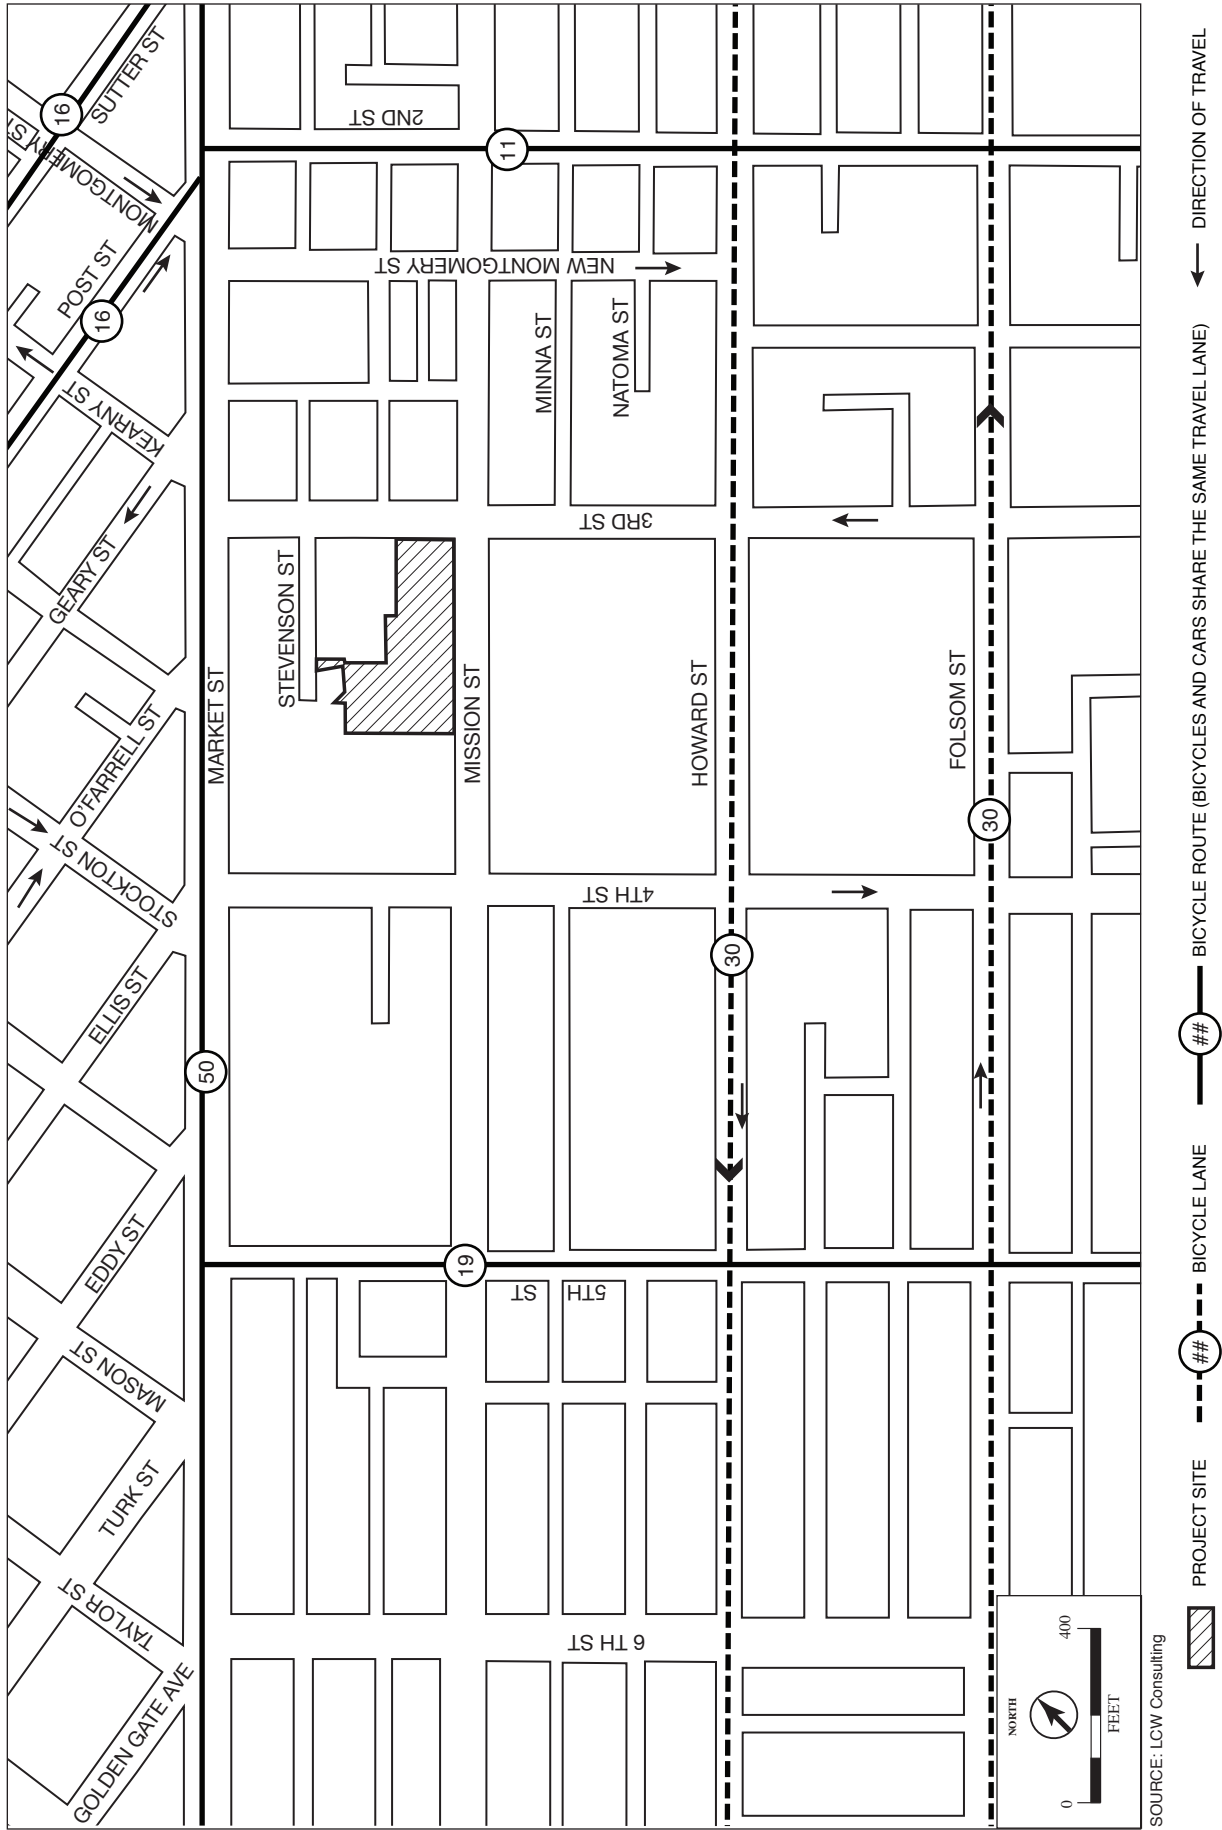 GOLDEN GATE AVE
TAYLOR ST
TURK ST
MASON ST
EDDY ST
ELLIS ST
STOCKTON ST
O'FARRELL ST
GEARY ST
KEARNY ST
POST ST
MONTGOMERY ST
SUTTER ST
16
16
50
MARKET ST
STEVENSON ST
2ND ST
NEW MONTGOMERY ST
11
19
MISSION ST
MINNA ST
5TH ST
6 TH ST
4TH ST
3RD ST
NATOMA ST
HOWARD ST
30
FOLSOM ST
30
NORTH
0
400
FEET
SOURCE: LCW Consulting
PROJECT SITE
## BICYCLE LANE
## BICYCLE ROUTE (BICYCLES AND CARS SHARE THE SAME TRAVEL LANE)
DIRECTION OF TRAVEL